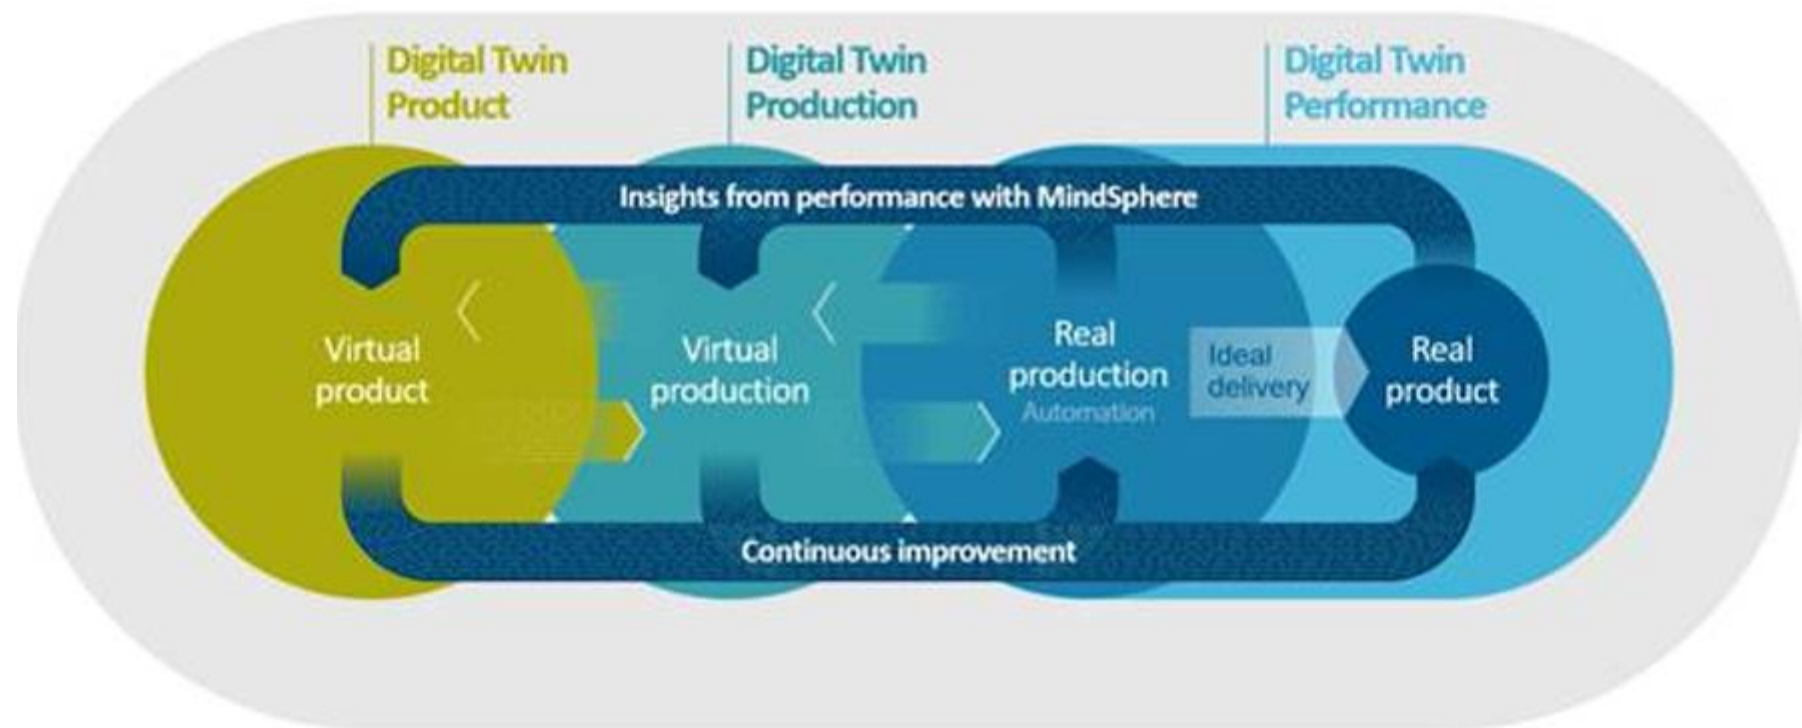 Digital Twin
Product
Digital Twin
Production
Digital Twin
Performance
Insights from performance with MindSphere
Virtual
product
Virtual
production
Real
production
Automation
Ideal
delivery
Real
product
Continuous improvement